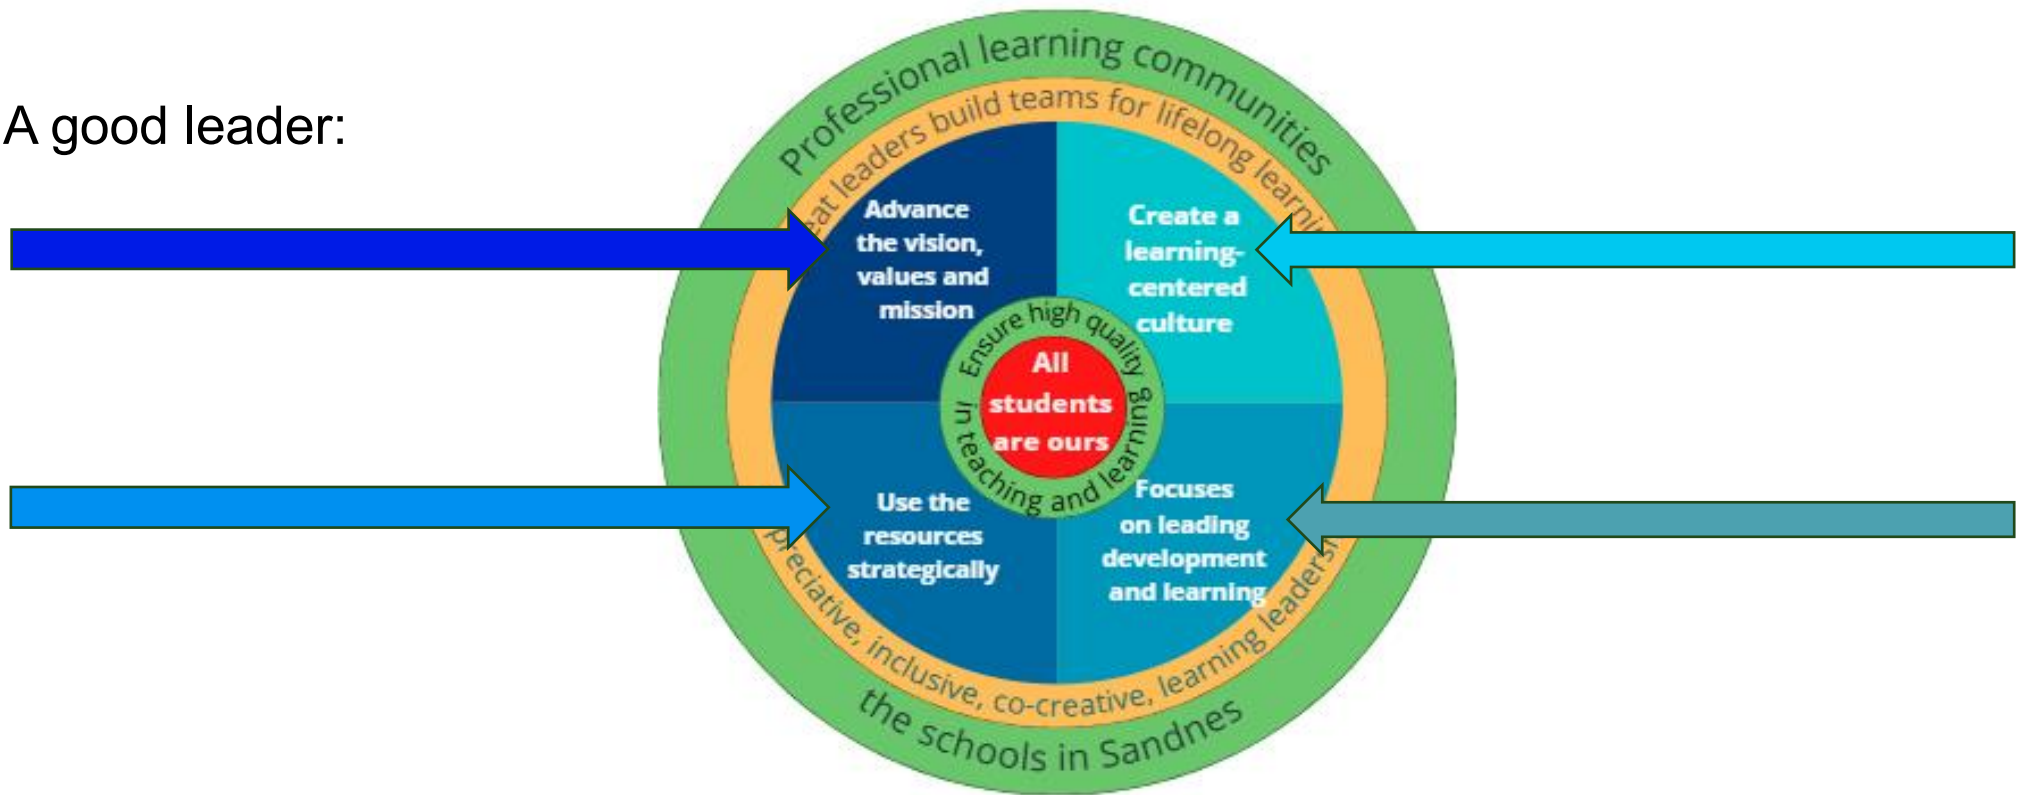 A good leader:
Professional learning communities
leaders build teams for lifelong
Advance
the vision,
values and
mission
Create a
learning-
centered
culture
Ensure high quality
in teaching and learning
All
students
are ours
Use the
resources
strategically
Focuses
on leading
development
and learning
inclusive, co-creative, learning
the schools in Sandnes